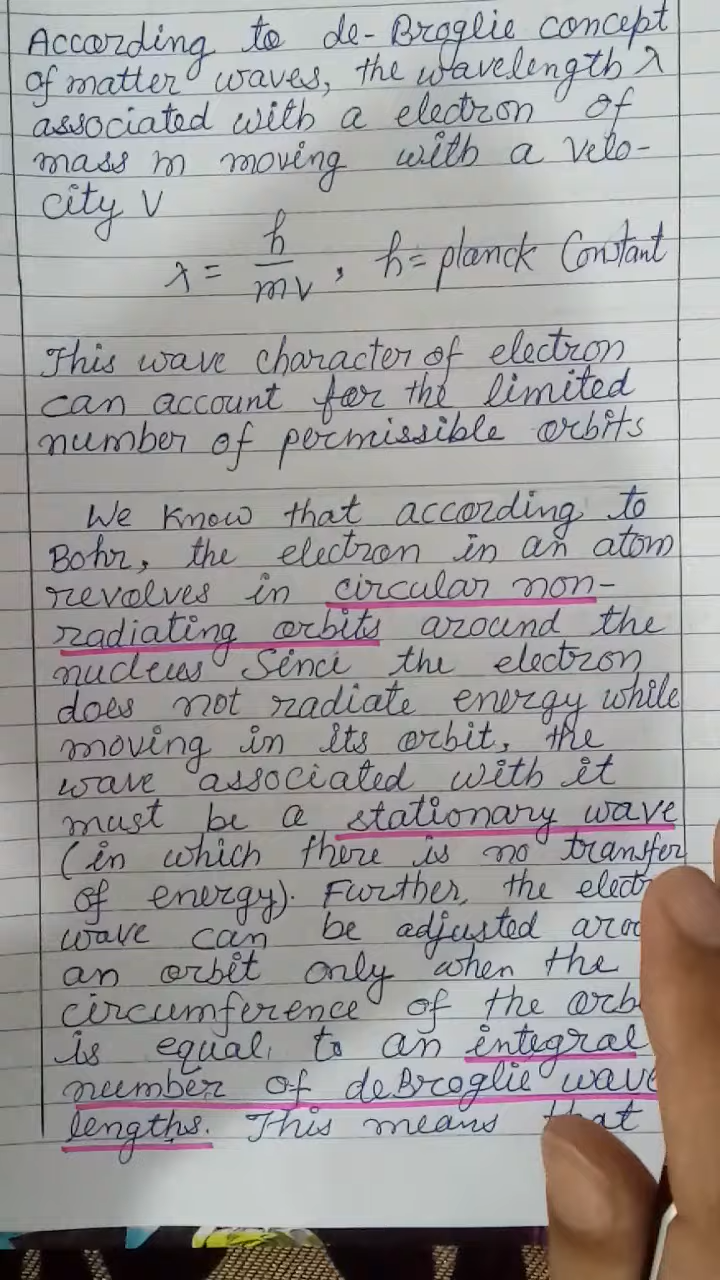 According to de-Broglie concept
of matter waves, the wavelength λ
associated with a electron of
mass m moving with a velo-
city V
λ = h/mv, h = planck Constant
This wave character of electron
can account for the limited
number of permissible orbits
We Know that according to
Bohr, the electron in an atom
revolves in circular non-
radiating orbits around the
nucleus Since the electron
does not radiate energy while
moving in its orbit, the
wave associated with it
must be a stationary wave
(in which there is no transfer
of energy). Further, the elect
wave can be adjusted aro
an orbit only when the
circumference of the orb
is equal to an integral
number of deBroglie wave
lengths. This means that